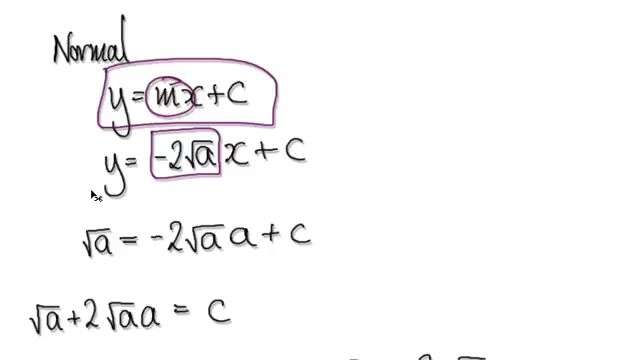 Normal
y = mx + c
y = -2√a x + c
√a = -2√a a + c
√a + 2√a a = c